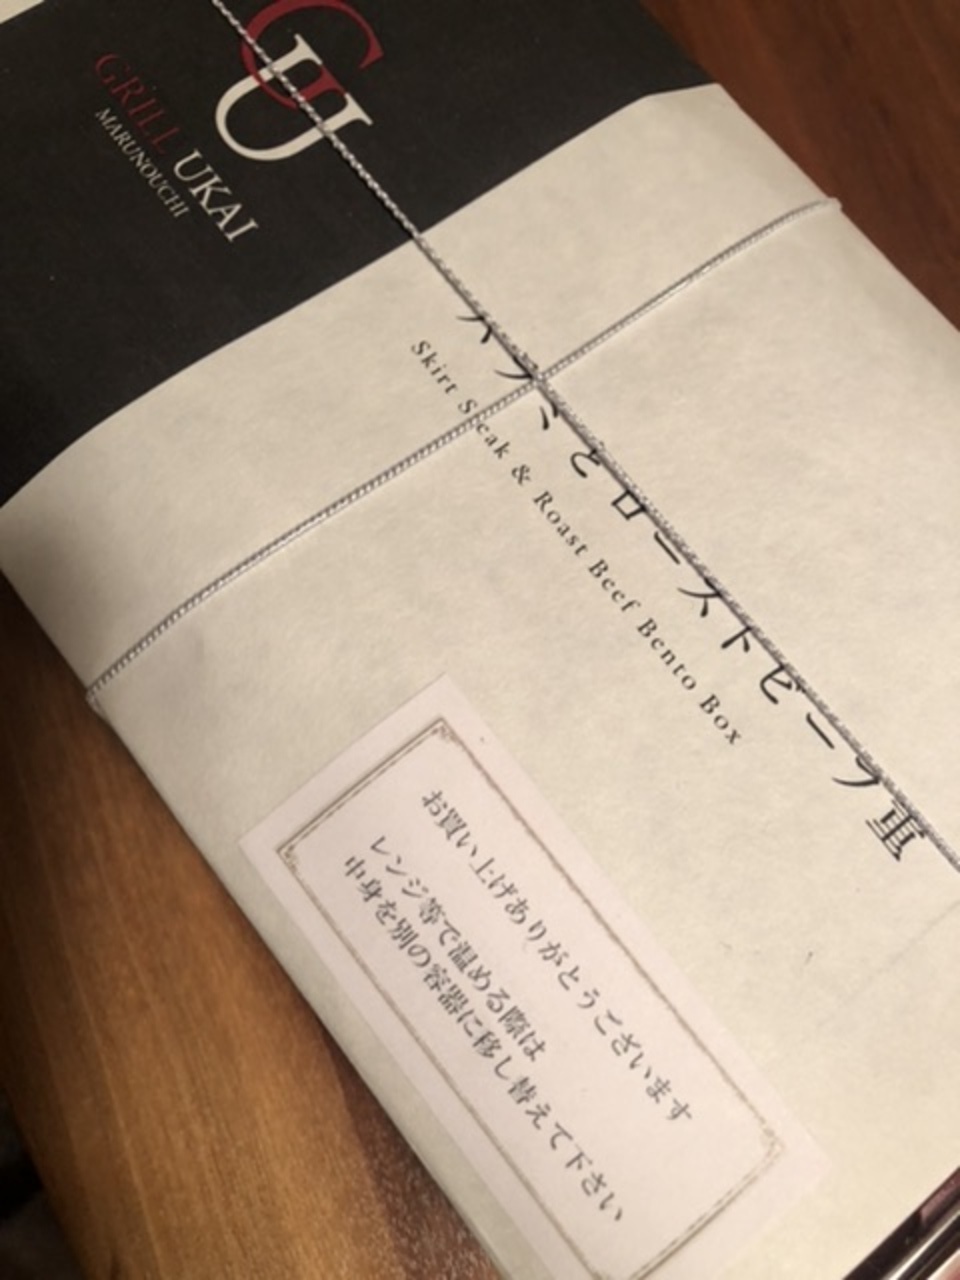 GU
GRILL UKAI
MARUNOUCHI
ハラミとローストビーフ重
Skirt Steak & Roast Beef Bento Box
お買い上げありがとうございます
レンジ等で温める際は
中身を別の容器に移し替えて下さい